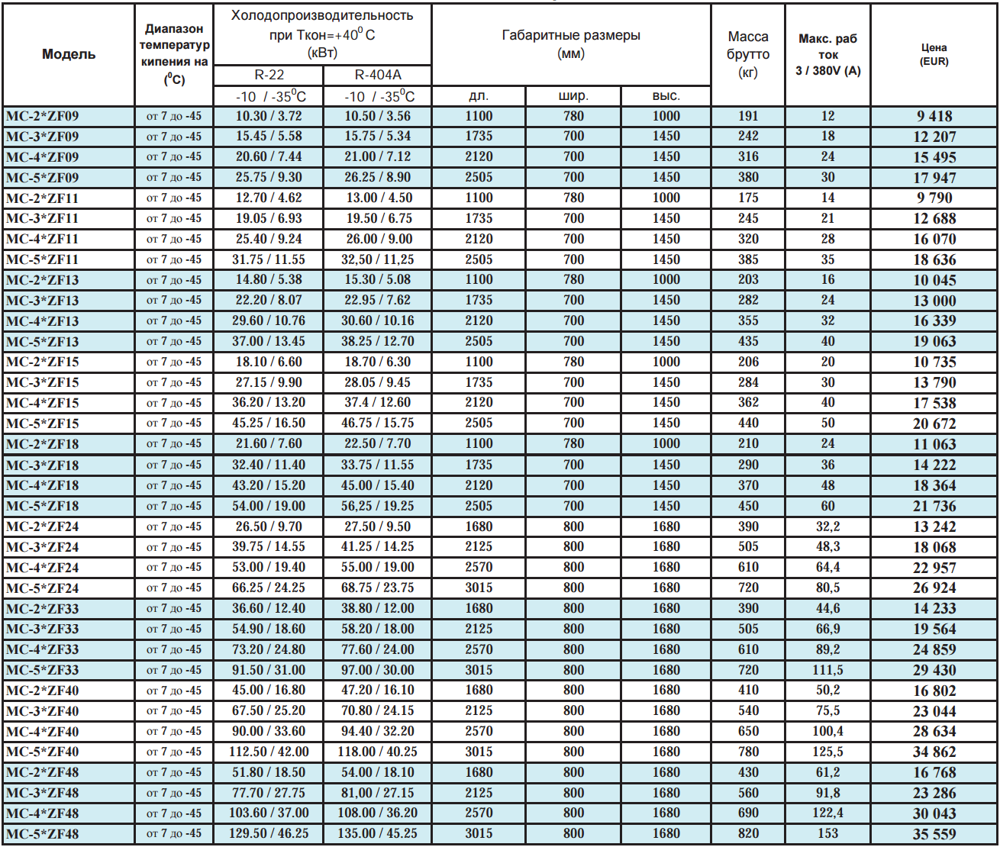 Модель
Диапазон температур кипения на (⁰С)
Холодопроизводительность при Ткон=+40⁰ С (кВт)
Габаритные размеры (мм)
Масса брутто (кг)
Макс. раб ток 3 / 380V (A)
Цена (EUR)
R-22 R-404A
-10 / -35⁰C -10 / -35⁰C дл. шир. выс.
MC-2*ZF09 от 7 до -45 10.30 / 3.72 10.50 / 3.56 1100 780 1000 191 12 9 418
MC-3*ZF09 от 7 до -45 15.45 / 5.58 15.75 / 5.34 1735 700 1450 242 18 12 207
MC-4*ZF09 от 7 до -45 20.60 / 7.44 21.00 / 7.12 2120 700 1450 316 24 15 495
MC-5*ZF09 от 7 до -45 25.75 / 9.30 26.25 / 8.90 2505 700 1450 380 30 17 947
MC-2*ZF11 от 7 до -45 12.70 / 4.62 13.00 / 4.50 1100 780 1000 175 14 9 790
MC-3*ZF11 от 7 до -45 19.05 / 6.93 19.50 / 6.75 1735 700 1450 245 21 12 688
MC-4*ZF11 от 7 до -45 25.40 / 9.24 26.00 / 9.00 2120 700 1450 320 28 16 070
MC-5*ZF11 от 7 до -45 31.75 / 11.55 32,50 / 11,25 2505 700 1450 385 35 18 636
MC-2*ZF13 от 7 до -45 14.80 / 5.38 15.30 / 5.08 1100 780 1000 203 16 10 045
MC-3*ZF13 от 7 до -45 22.20 / 8.07 22.95 / 7.62 1735 700 1450 282 24 13 000
MC-4*ZF13 от 7 до -45 29.60 / 10.76 30.60 / 10.16 2120 700 1450 355 32 16 339
MC-5*ZF13 от 7 до -45 37.00 / 13.45 38.25 / 12.70 2505 700 1450 435 40 19 063
MC-2*ZF15 от 7 до -45 18.10 / 6.60 18.70 / 6.30 1100 780 1000 206 20 10 735
MC-3*ZF15 от 7 до -45 27.15 / 9.90 28.05 / 9.45 1735 700 1450 284 30 13 790
MC-4*ZF15 от 7 до -45 36.20 / 13.20 37.4 / 12.60 2120 700 1450 362 40 17 538
MC-5*ZF15 от 7 до -45 45.25 / 16.50 46.75 / 15.75 2505 700 1450 440 50 20 672
MC-2*ZF18 от 7 до -45 21.60 / 7.60 22.50 / 7.70 1100 780 1000 210 24 11 063
MC-3*ZF18 от 7 до -45 32.40 / 11.40 33.75 / 11.55 1735 700 1450 290 36 14 222
MC-4*ZF18 от 7 до -45 43.20 / 15.20 45.00 / 15.40 2120 700 1450 370 48 18 364
MC-5*ZF18 от 7 до -45 54.00 / 19.00 56,25 / 19.25 2505 700 1450 450 60 21 736
MC-2*ZF24 от 7 до -45 26.50 / 9.70 27.50 / 9.50 1680 800 1680 390 32,2 13 242
MC-3*ZF24 от 7 до -45 39.75 / 14.55 41.25 / 14.25 2125 800 1680 505 48,3 18 068
MC-4*ZF24 от 7 до -45 53.00 / 19.40 55.00 / 19.00 2570 800 1680 610 64,4 22 957
MC-5*ZF24 от 7 до -45 66.25 / 24.25 68.75 / 23.75 3015 800 1680 720 80,5 26 924
MC-2*ZF33 от 7 до -45 36.60 / 12.40 38.80 / 12.00 1680 800 1680 390 44,6 14 233
MC-3*ZF33 от 7 до -45 54.90 / 18.60 58.20 / 18.00 2125 800 1680 505 66,9 19 564
MC-4*ZF33 от 7 до -45 73.20 / 24.80 77.60 / 24.00 2570 800 1680 610 89,2 24 859
MC-5*ZF33 от 7 до -45 91.50 / 31.00 97.00 / 30.00 3015 800 1680 720 111,5 29 430
MC-2*ZF40 от 7 до -45 45.00 / 16.80 47.20 / 16.10 1680 800 1680 410 50,2 16 802
MC-3*ZF40 от 7 до -45 67.50 / 25.20 70.80 / 24.15 2125 800 1680 540 75,5 23 044
MC-4*ZF40 от 7 до -45 90.00 / 33.60 94.40 / 32.20 2570 800 1680 650 100,4 28 634
MC-5*ZF40 от 7 до -45 112.50 / 42.00 118.00 / 40.25 3015 800 1680 780 125,5 34 862
MC-2*ZF48 от 7 до -45 51.80 / 18.50 54.00 / 18.10 1680 800 1680 430 61,2 16 768
MC-3*ZF48 от 7 до -45 77.70 / 27.75 81,00 / 27.15 2125 800 1680 560 91,8 23 286
MC-4*ZF48 от 7 до -45 103.60 / 37.00 108.00 / 36.20 2570 800 1680 690 122,4 30 043
MC-5*ZF48 от 7 до -45 129.50 / 46.25 135.00 / 45.25 3015 800 1680 820 153 35 559